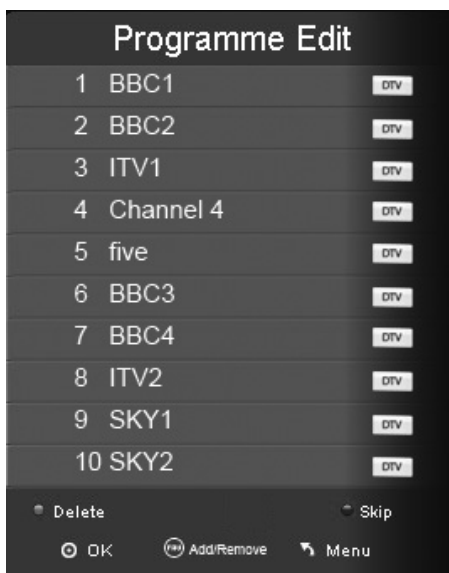 Programme Edit
1 BBC1 DTV
2 BBC2 DTV
3 ITV1 DTV
4 Channel 4 DTV
5 five DTV
6 BBC3 DTV
7 BBC4 DTV
8 ITV2 DTV
9 SKY1 DTV
10 SKY2 DTV
Delete Skip
OK FAV Add/Remove Menu